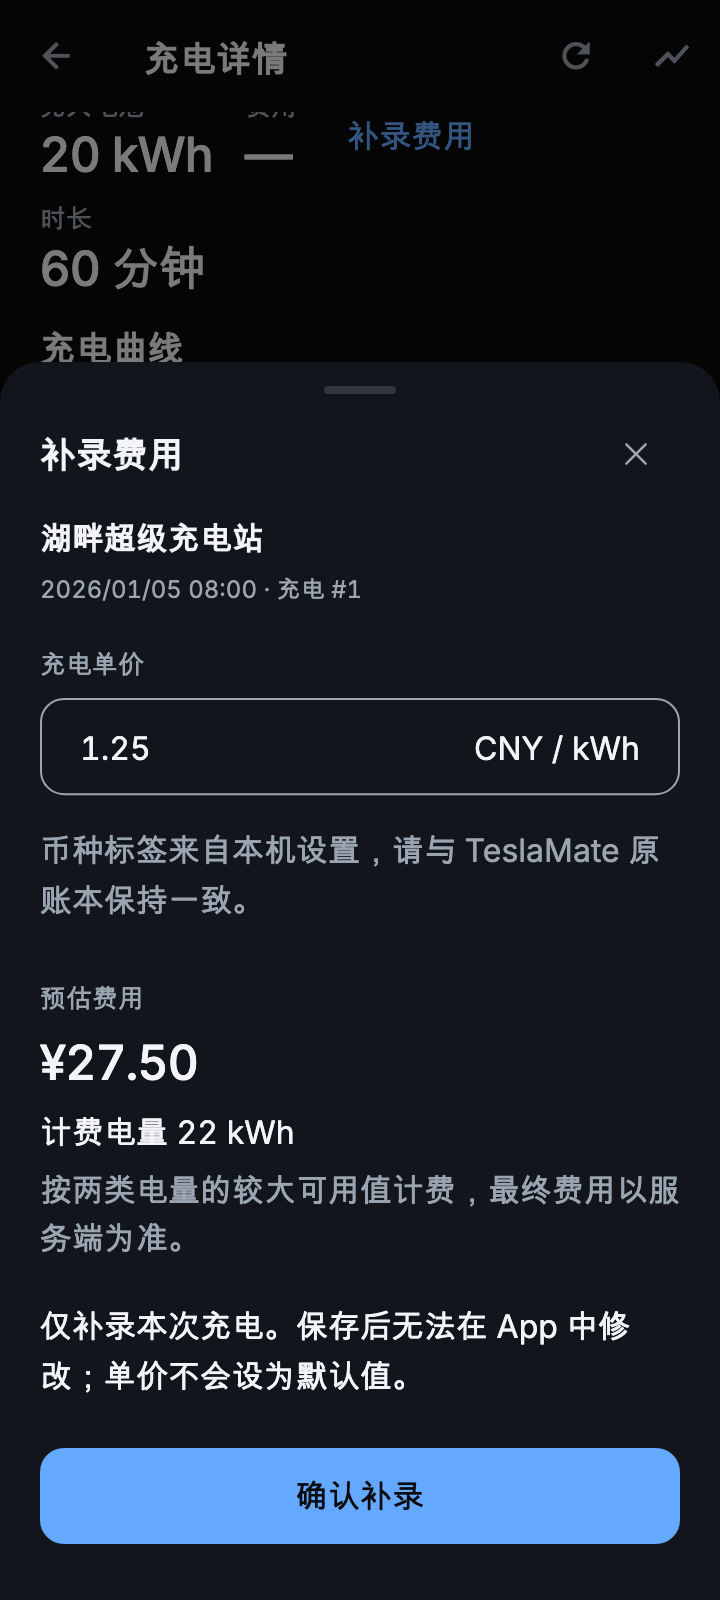 充电详情
20 kWh
—
补录费用
时长
60 分钟
充电曲线
补录费用
湖畔超级充电站
2026/01/05 08:00 · 充电 #1
充电单价
1.25
CNY / kWh
币种标签来自本机设置，请与 TeslaMate 原
账本保持一致。
预估费用
¥27.50
计费电量 22 kWh
按两类电量的较大可用值计费，最终费用以服
务端为准。
仅补录本次充电。保存后无法在 App 中修
改；单价不会设为默认值。
确认补录